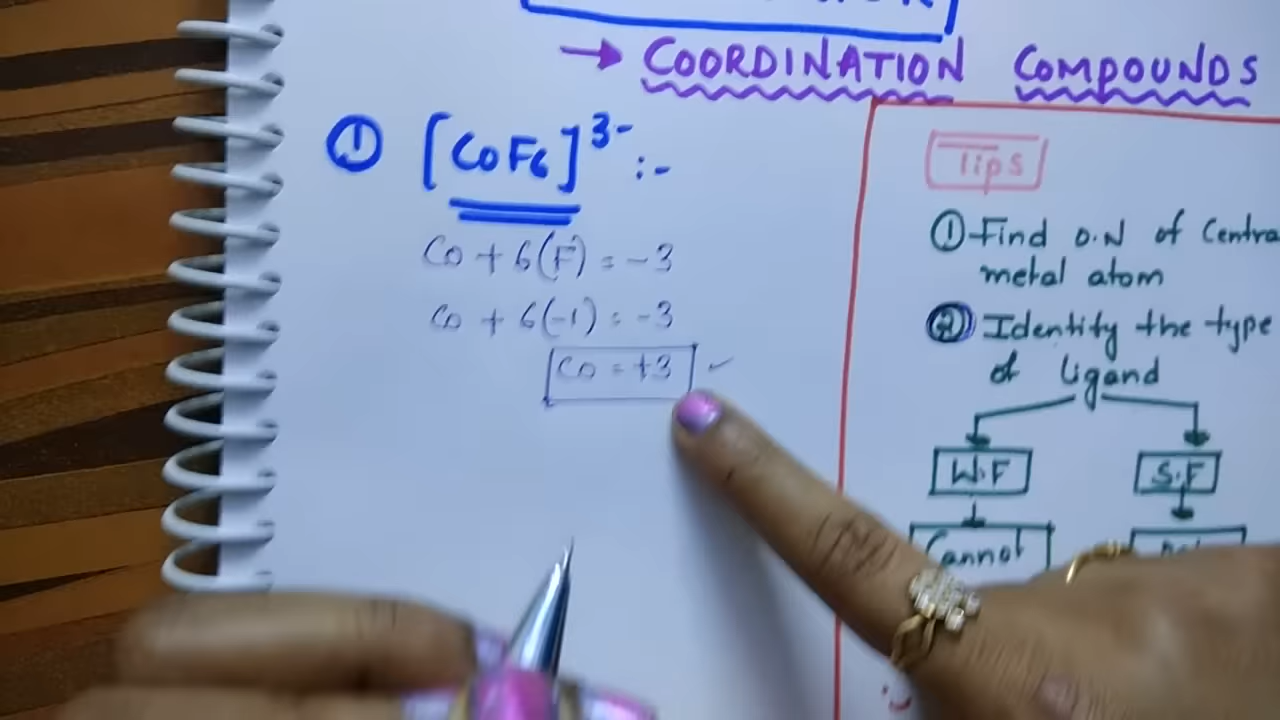 → COORDINATION COMPOUNDS
① [CoF6]³⁻ :-
Co + 6(F) = -3
Co + 6(-1) = -3
Co = +3 ✓
Tips
① Find O.N of
metal atom
② Identify the type
of ligand
W.F S.F
Cannot